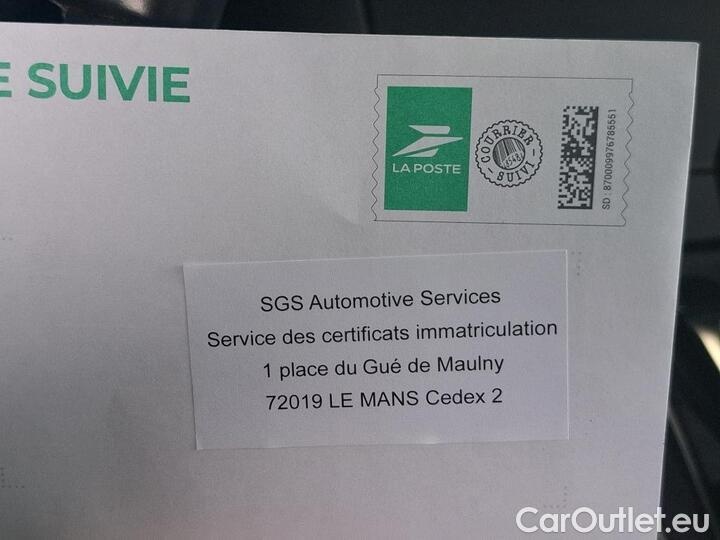 E SUIVIE
LA POSTE
COURRIER
SUIVI
SD : 87000997678S551
SGS Automotive Services
Service des certificats immatriculation
1 place du Gué de Maulny
72019 LE MANS Cedex 2
CarOutlet.eu